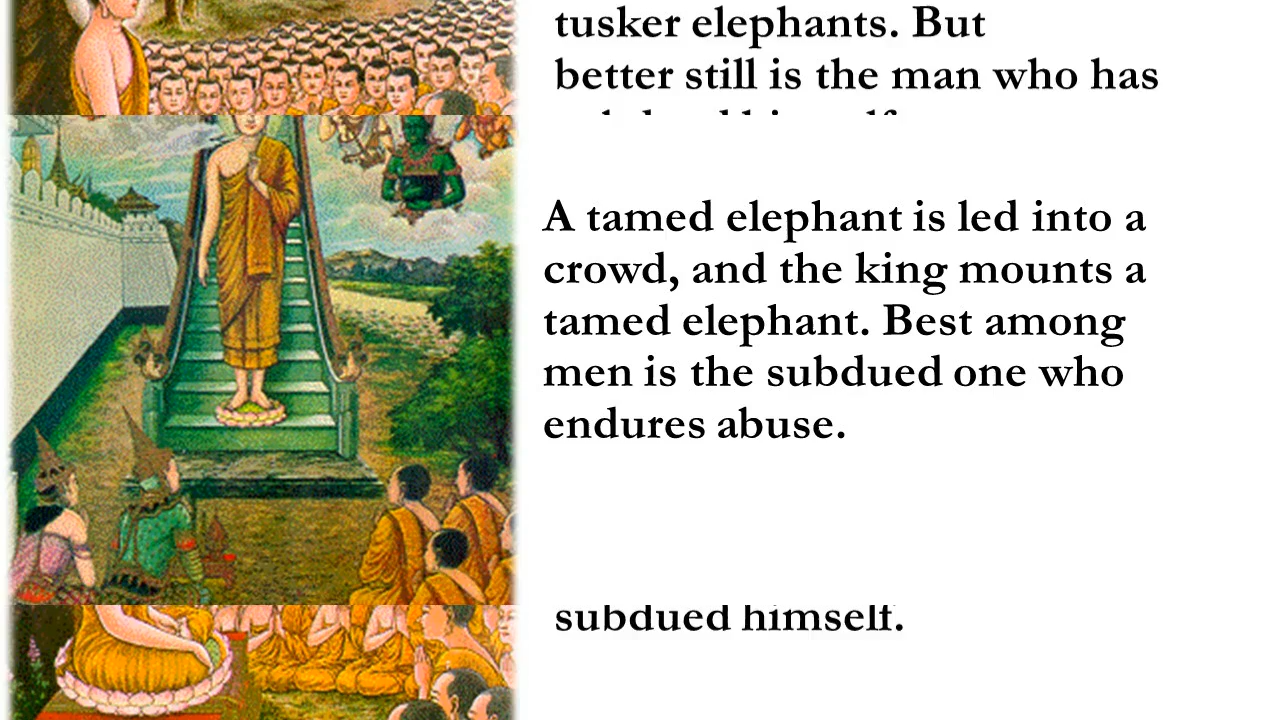 tusker elephants. But
better still is the man who has
A tamed elephant is led into a
crowd, and the king mounts a
tamed elephant. Best among
men is the subdued one who
endures abuse.
subdued himself.